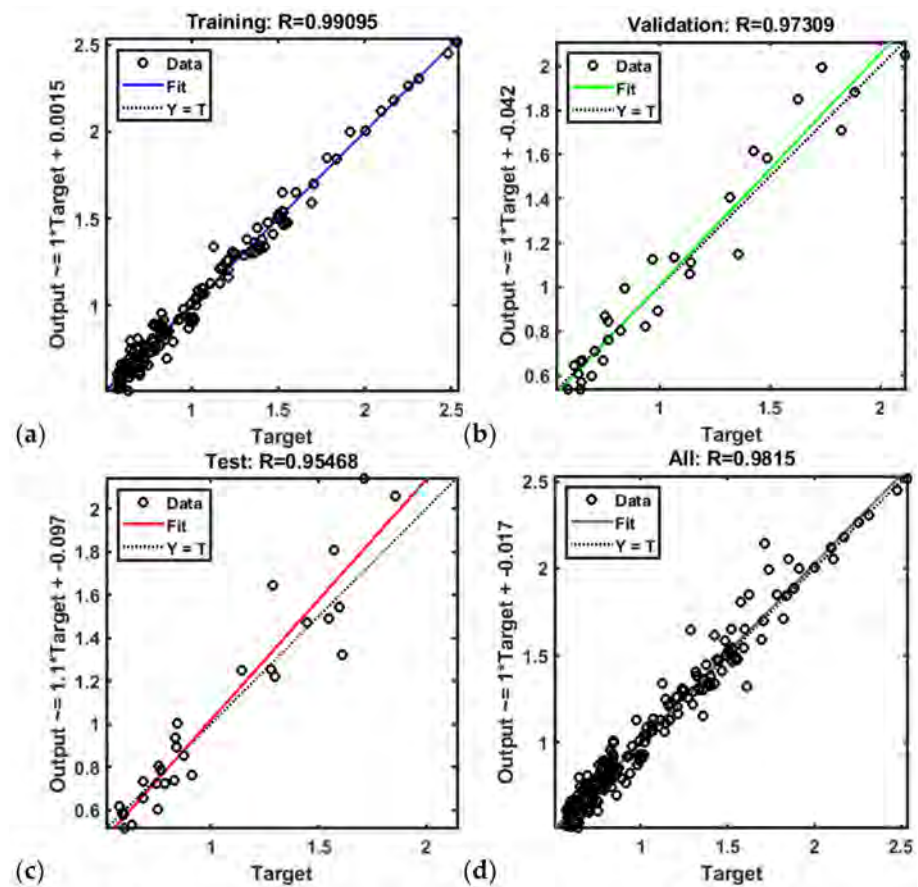 Training: R=0.99095
Data
Fit
Y = T
Output ~= 1*Target + 0.0015
2.5
2
1.5
1
1
1.5
2
2.5
Target
(a)
Validation: R=0.97309
Data
Fit
Y = T
Output ~= 1*Target + -0.042
2
1.8
1.6
1.4
1.2
1
0.8
0.6
1
1.5
2
Target
(b)
Test: R=0.95468
Data
Fit
Y = T
Output ~= 1.1*Target + -0.097
2
1.8
1.6
1.4
1.2
1
0.8
0.6
1
1.5
2
Target
(c)
All: R=0.9815
Data
Fit
Y = T
Output ~= 1*Target + -0.017
2.5
2
1.5
1
1
1.5
2
2.5
Target
(d)